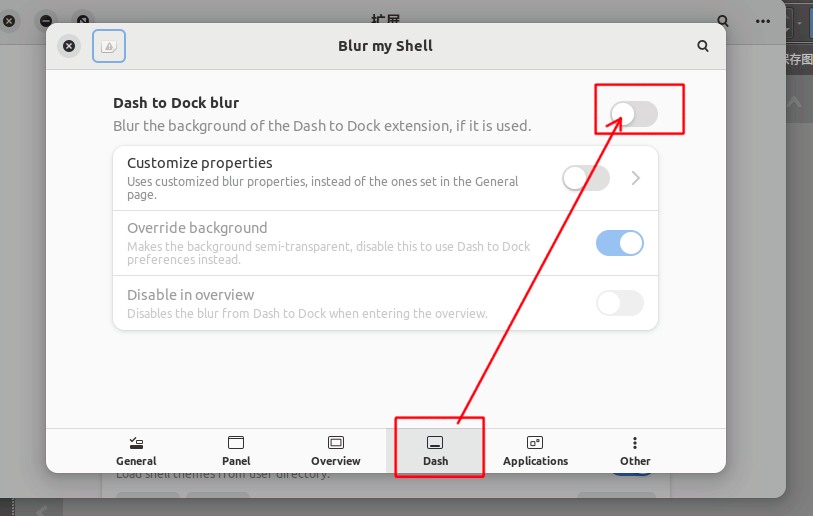 扩展
Blur my Shell
保存图
Dash to Dock blur
Blur the background of the Dash to Dock extension, if it is used.
Customize properties
Uses customized blur properties, instead of the ones set in the General
page.
Override background
Makes the background semi-transparent, disable this to use Dash to Dock
preferences instead.
Disable in overview
Disables the blur from Dash to Dock when entering the overview.
General
Panel
Overview
Dash
Applications
Other
Load shell themes from user directory.